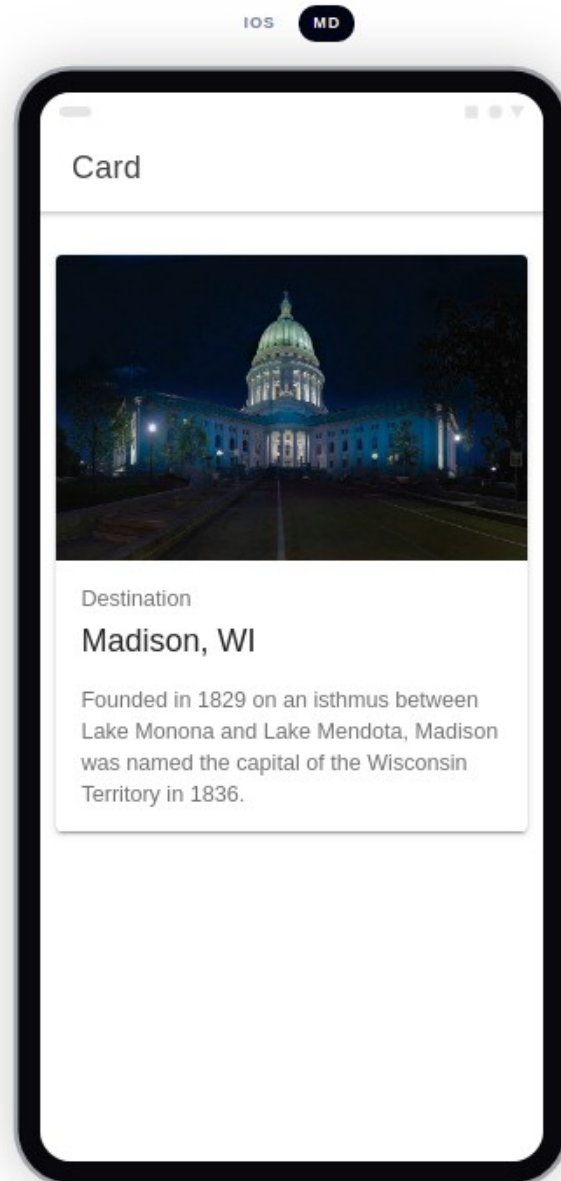 IOS MD
Card
Destination
Madison, WI
Founded in 1829 on an isthmus between
Lake Monona and Lake Mendota, Madison
was named the capital of the Wisconsin
Territory in 1836.